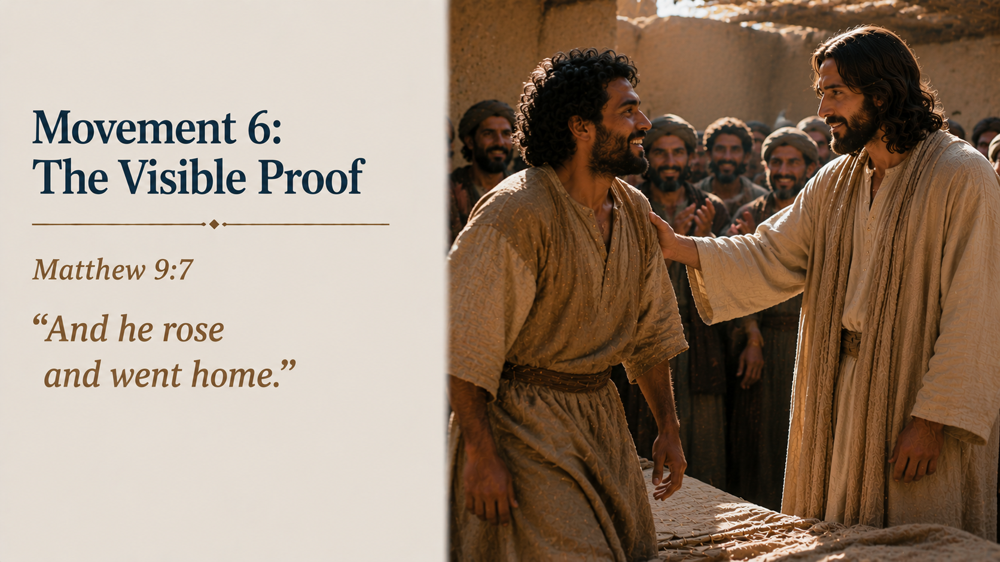 Movement 6:
The Visible Proof
Matthew 9:7
“And he rose
and went home.”